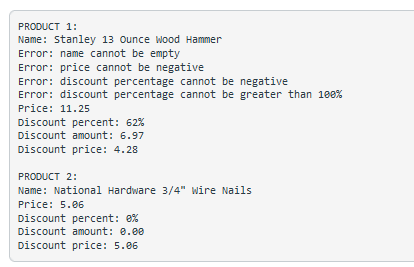 PRODUCT 1:
Name: Stanley 13 Ounce Wood Hammer
Error: name cannot be empty
Error: price cannot be negative
Error: discount percentage cannot be negative
Error: discount percentage cannot be greater than 100%
Price: 11.25
Discount percent: 62%
Discount amount: 6.97
Discount price: 4.28
PRODUCT 2:
Name: National Hardware 3/4" Wire Nails
Price: 5.06
Discount percent: 0%
Discount amount: 0.00
Discount price: 5.06